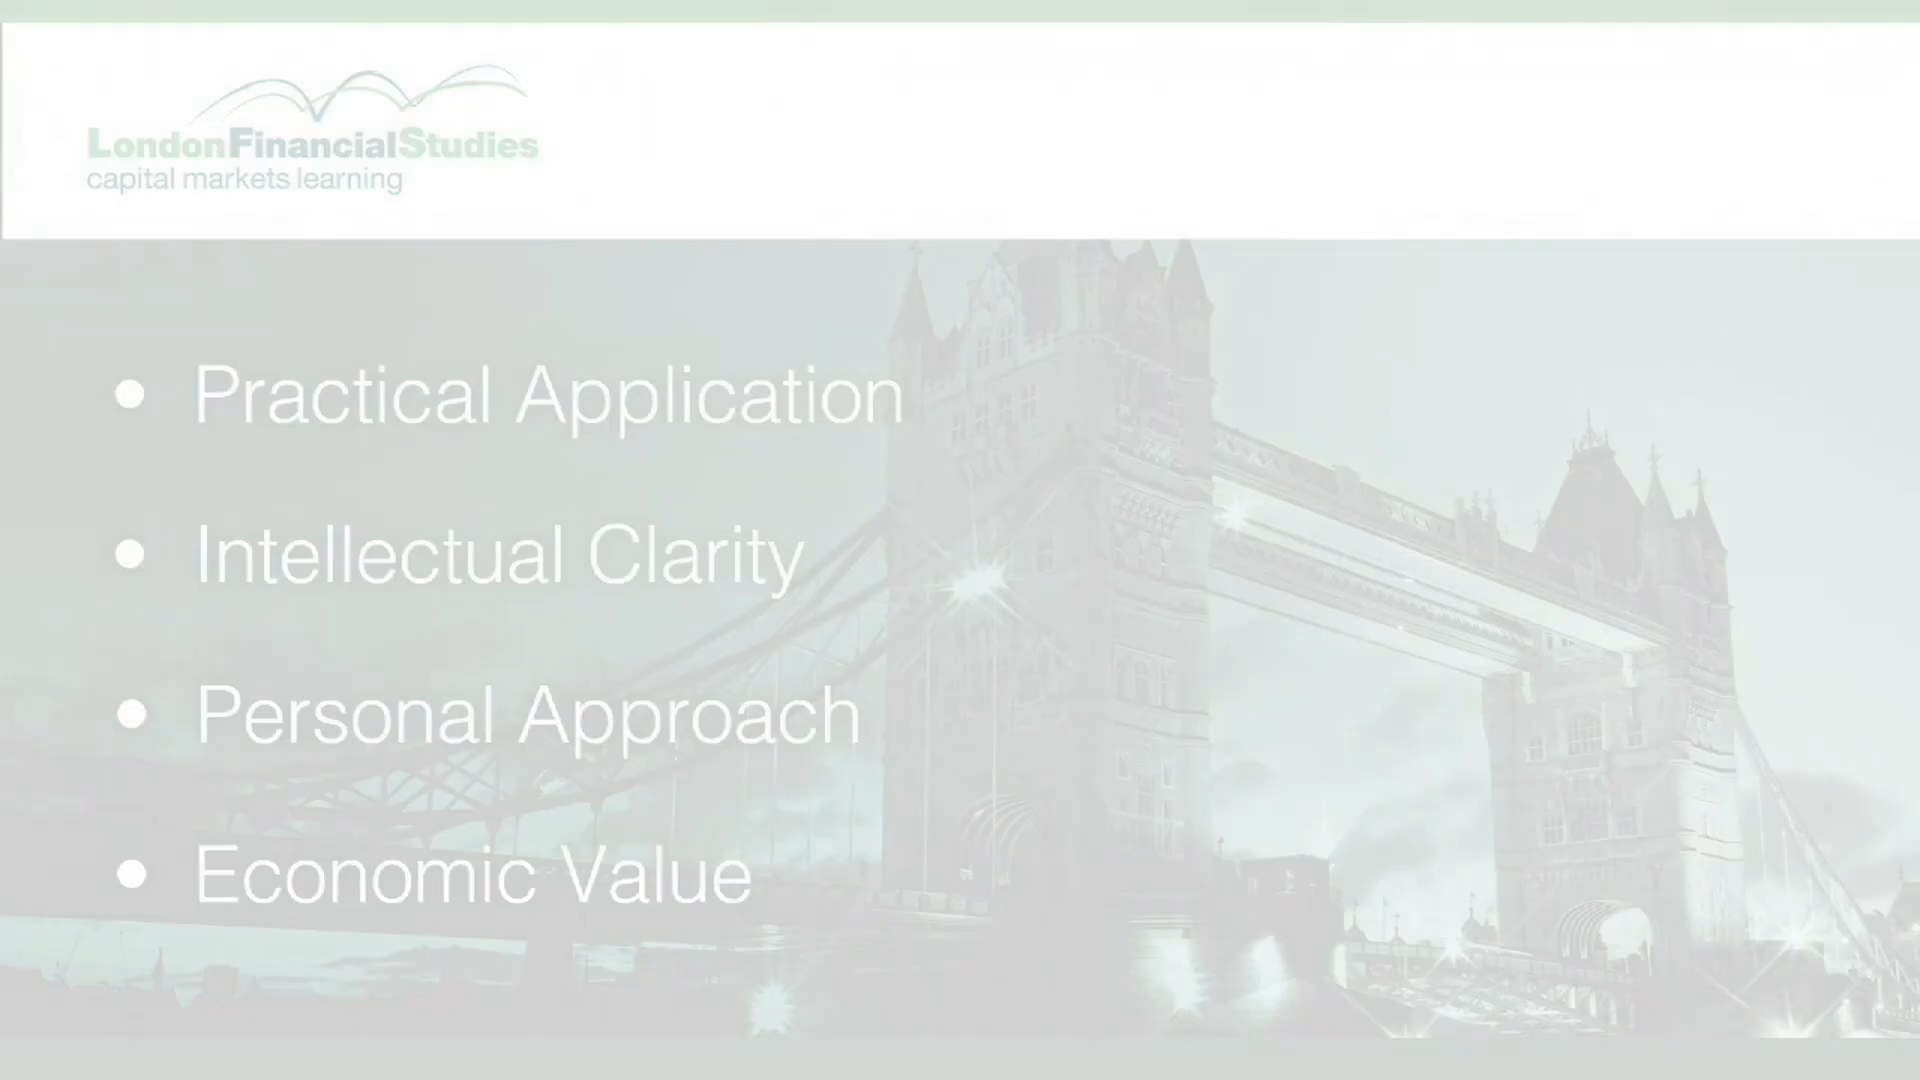 LondonFinancialStudies
capital markets learning
• Practical Application
• Intellectual Clarity
• Personal Approach
• Economic Value